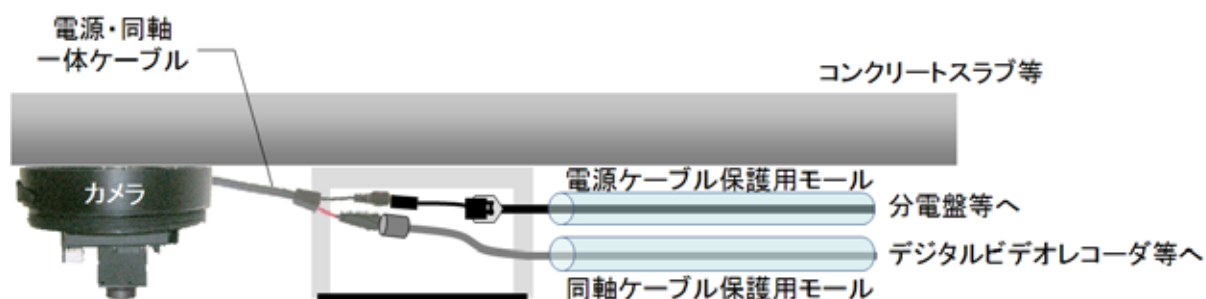 電源・同軸
一体ケーブル
コンクリートスラブ等
カメラ
電源ケーブル保護用モール
分電盤等へ
デジタルビデオレコーダ等へ
同軸ケーブル保護用モール